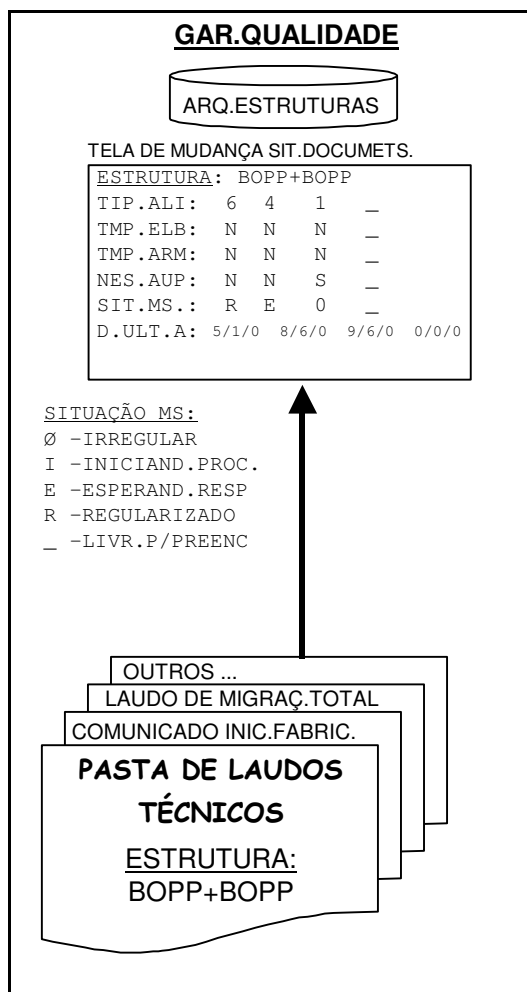 GAR.QUALIDADE
ARQ.ESTRUTURAS
TELA DE MUDANÇA SIT.DOCUMETS.
ESTRUTURA: BOPP+BOPP
TIP.ALI: 6 4 1 _
TMP.ELB: N N N _
TMP.ARM: N N N _
NES.AUP: N N S _
SIT.MS.: R E 0 _
D.ULT.A: 5/1/0 8/6/0 9/6/0 0/0/0
SITUAÇÃO MS:
Ø -IRREGULAR
I -INICIAND.PROC.
E -ESPERAND.RESP
R -REGULARIZADO
_ -LIVR.P/PREENC
OUTROS ...
LAUDO DE MIGRAÇ.TOTAL
COMUNICADO INIC.FABRIC.
PASTA DE LAUDOS
TÉCNICOS
ESTRUTURA:
BOPP+BOPP